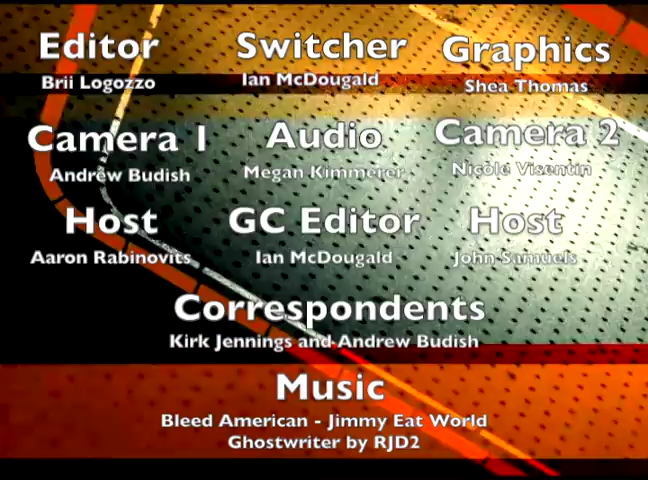 Editor Switcher Graphics
Brii Logozzo Ian McDougald Shea Thomas
Camera 1 Audio Camera 2
Andrew Budish Megan Kimmerer Nicole Visentin
Host GC Editor Host
Aaron Rabinovits Ian McDougald John Samuels
Correspondents
Kirk Jennings and Andrew Budish
Music
Bleed American - Jimmy Eat World
Ghostwriter by RJD2